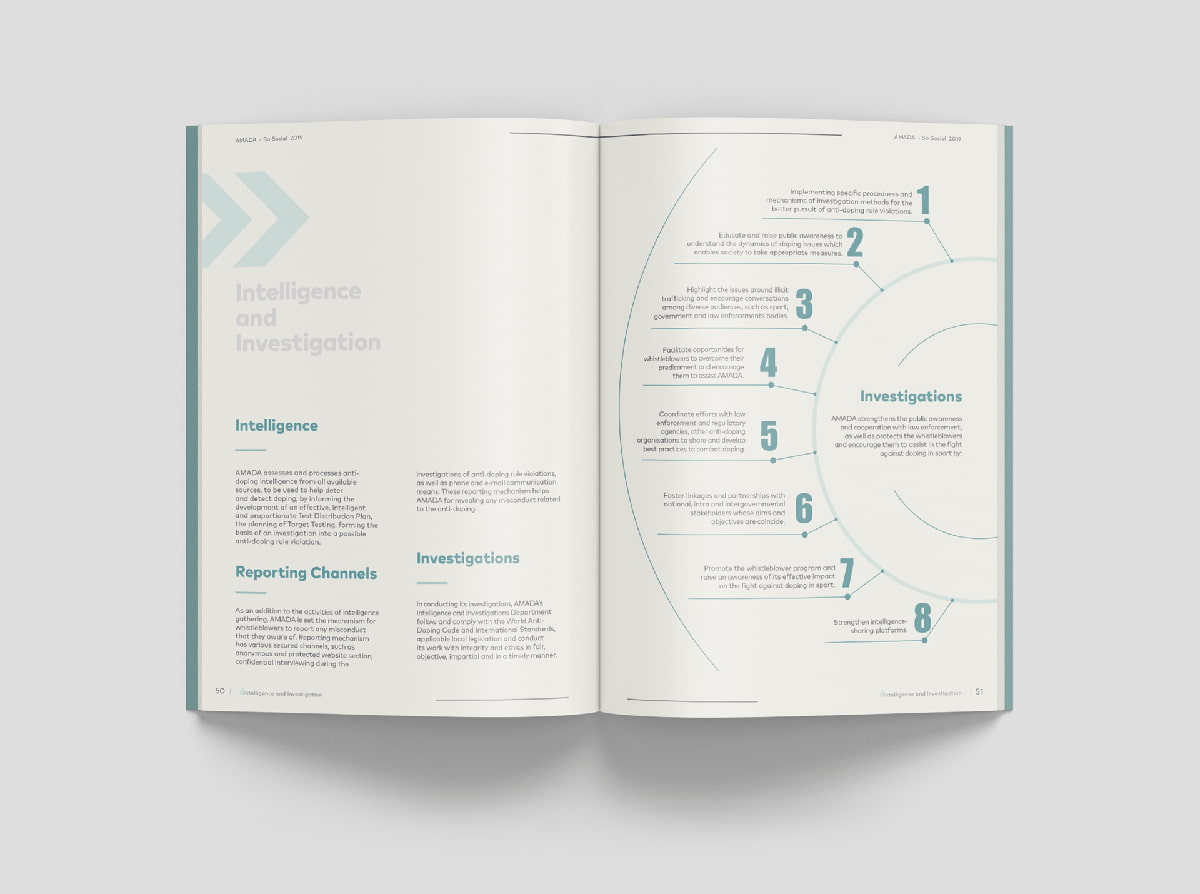 AMADA - So Social 2019
Intelligence
and
Investigation
Intelligence
AMADA assesses and processes anti-
doping intelligence from all available
sources, to be used to help deter
and detect doping, by informing the
development of an effective, intelligent
and proportionate Test Distribution Plan,
the planning of Target Testing, forming the
basis of an investigation into a possible
anti-doping rule violation.
Reporting Channels
As an addition to the activities of intelligence
gathering, AMADA is set the mechanism for
whistleblowers to report any misconduct
that they aware of. Reporting mechanism
has various secured channels, such as
anonymous and protected website section,
confidential interviewing during the
investigations of anti-doping rule violations,
as well as phone and e-mail communication
means. These reporting mechanism helps
AMADA for revealing any misconduct related
to the anti-doping
Investigations
In conducting its investigations, AMADA's
Intelligence and Investigations Department
follow and comply with the World Anti-
Doping Code and International Standards,
applicable local legislation and conduct
its work with integrity and ethics in fair,
objective, impartial and in a timely manner.
50 | Intelligence and Investigation
AMADA - So Social 2019
Implementing specific procedures and
mechanisms of investigation methods for the
better pursuit of anti-doping rule violations.
1
Educate and raise public awareness to
understand the dynamics of doping issues which
enables society to take appropriate measures.
2
Highlight the issues around illicit
trafficking and encourage conversations
among diverse audiences, such as sport,
government and law enforcements bodies.
3
Facilitate opportunities for
whistleblowers to overcome their
predicament and encourage
them to assist AMADA.
4
Coordinate efforts with law
enforcement and regulatory
agencies, other anti-doping
organisations to share and develop
best practices to combat doping.
5
Foster linkages and partnerships with
national, intra and intergovernmental
stakeholders whose aims and
objectives are coincide.
6
Promote the whistleblower program and
raise an awareness of its effective impact
on the fight against doping in sport.
7
Strengthen intelligence-
sharing platforms.
8
Investigations
AMADA strengthens the public awareness
and cooperation with law enforcement,
as well as protects the whistleblowers
and encourage them to assist in the fight
against doping in sport by:
Intelligence and Investigation | 51